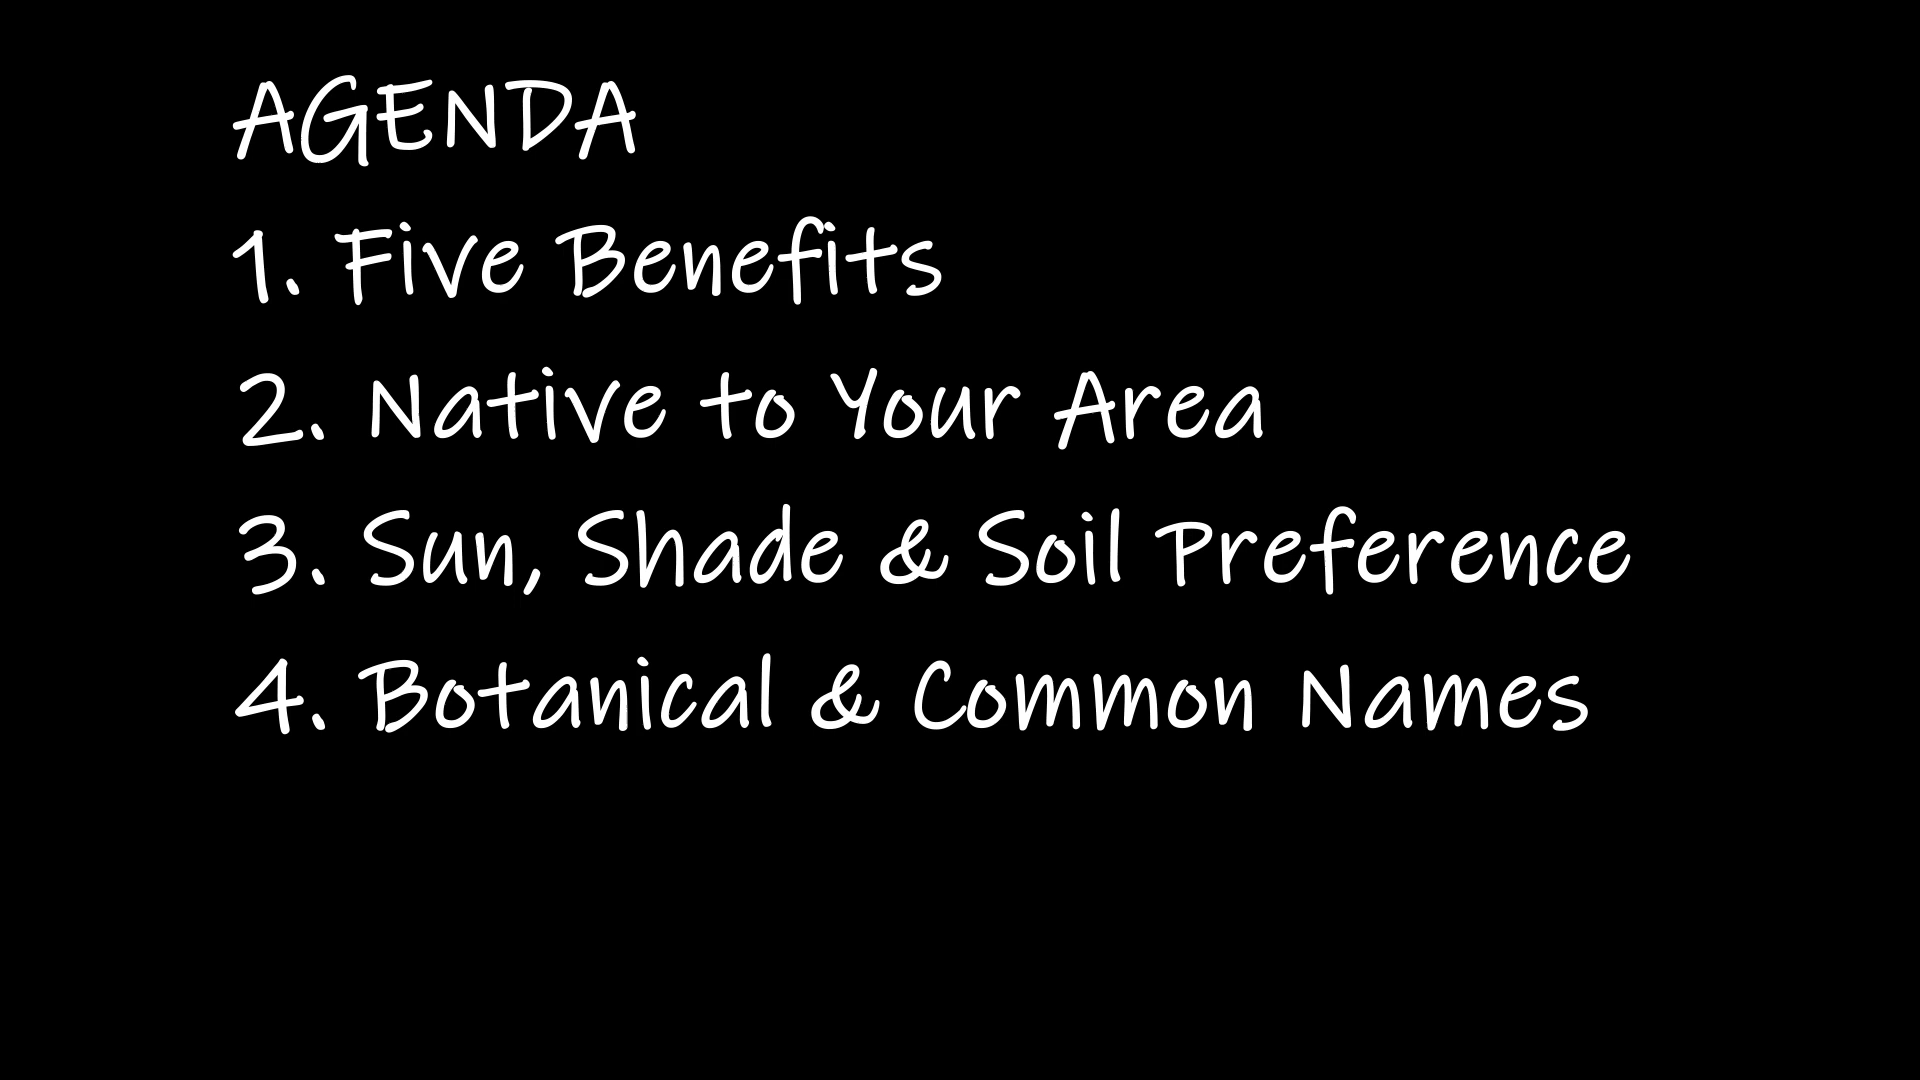 AGENDA
1. Five Benefits
2. Native to Your Area
3. Sun, Shade & Soil Preference
4. Botanical & Common Names